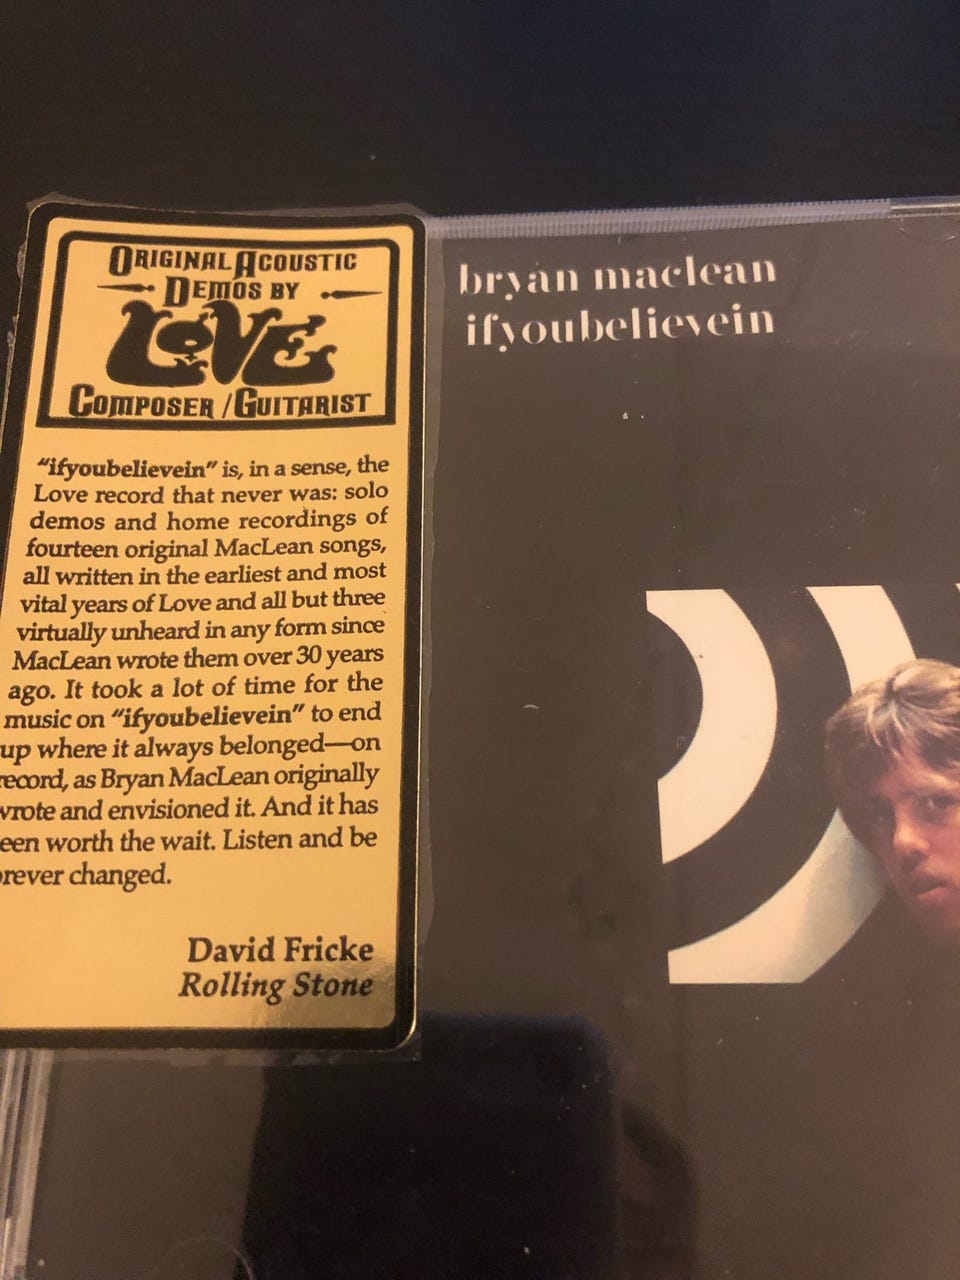 ORIGINAL ACOUSTIC
DEMOS BY
LOVE
COMPOSER / GUITARIST
"ifyoubelievein" is, in a sense, the
Love record that never was: solo
demos and home recordings of
fourteen original MacLean songs,
all written in the earliest and most
vital years of Love and all but three
virtually unheard in any form since
MacLean wrote them over 30 years
ago. It took a lot of time for the
music on "ifyoubelievein" to end
up where it always belonged—on
record, as Bryan MacLean originally
wrote and envisioned it. And it has
een worth the wait. Listen and be
rever changed.
David Fricke
Rolling Stone
bryan maclean
ifyoubelievein